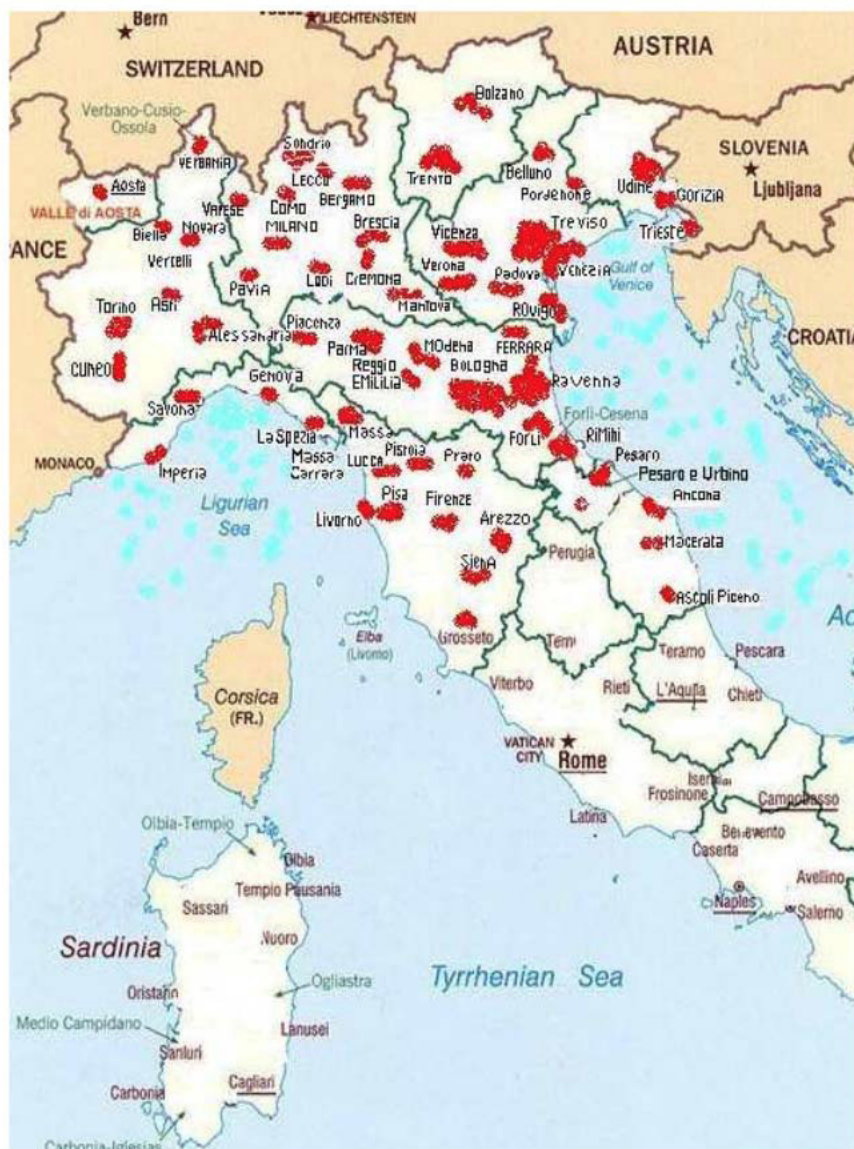 Bern
LIECHTENSTEIN
AUSTRIA
SWITZERLAND
Bolzano
Verbano-Cusio-
Ossola
SLOVENIA
Ljubljana
VERBANIA
Sondrio
LECCO
BERGAMO
TRENTO
Belluno
Pordenone
Udine
GORIZIA
Aosta
VALLE di AOSTA
VARESE
COMO
MILANO
Brescia
Vicenza
Treviso
Trieste
Biella
Novara
Vercelli
Verona
Padova
VENEZIA
Gulf of
Venice
PAVIA
Lodi
Cremona
Mantova
ROvigo
Torino
Asti
Alessandria
Piacenza
Parma
MOdena
FERRARA
CROATIA
Reggio
EMILILIA
BOLOGNA
Ravenna
CUNEO
Genova
Savona
La Spezia
Massa
Massa
Carrara
Forli-Cesena
FORLI
RiMiNi
Pesaro
Pesaro e Urbino
Ancona
MONACO
Imperia
LUCCA
Pistoia
Prato
Ligurian
Sea
Pisa
Livorno
Firenze
Arezzo
Macerata
Siena
Perugia
Ascoli Piceno
Grosseto
Elba
(Livorno)
Terni
Teramo
Pescara
Viterbo
Rieti
L'Aquila
Chieti
Corsica
(FR.)
VATICAN
CITY
Rome
Frosinone
Campobasso
Latina
Benevento
Caserta
Avellino
Naples
Salerno
Olbia-Tempio
Olbia
Tempio Pausania
Sassari
Nuoro
Sardinia
Tyrrhenian Sea
Ogliastra
Oristano
Medio Campidano
Lanusei
Sanluri
Carbonia
Cagliari
Carbonia-Iglesias